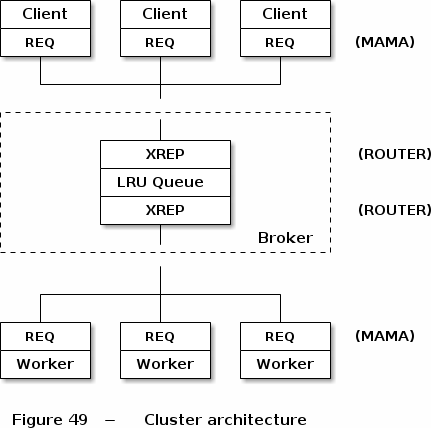 Client Client Client
REQ REQ REQ (MAMA)
XREP (ROUTER)
LRU Queue
XREP (ROUTER)
Broker
REQ REQ REQ (MAMA)
Worker Worker Worker
Figure 49 – Cluster architecture